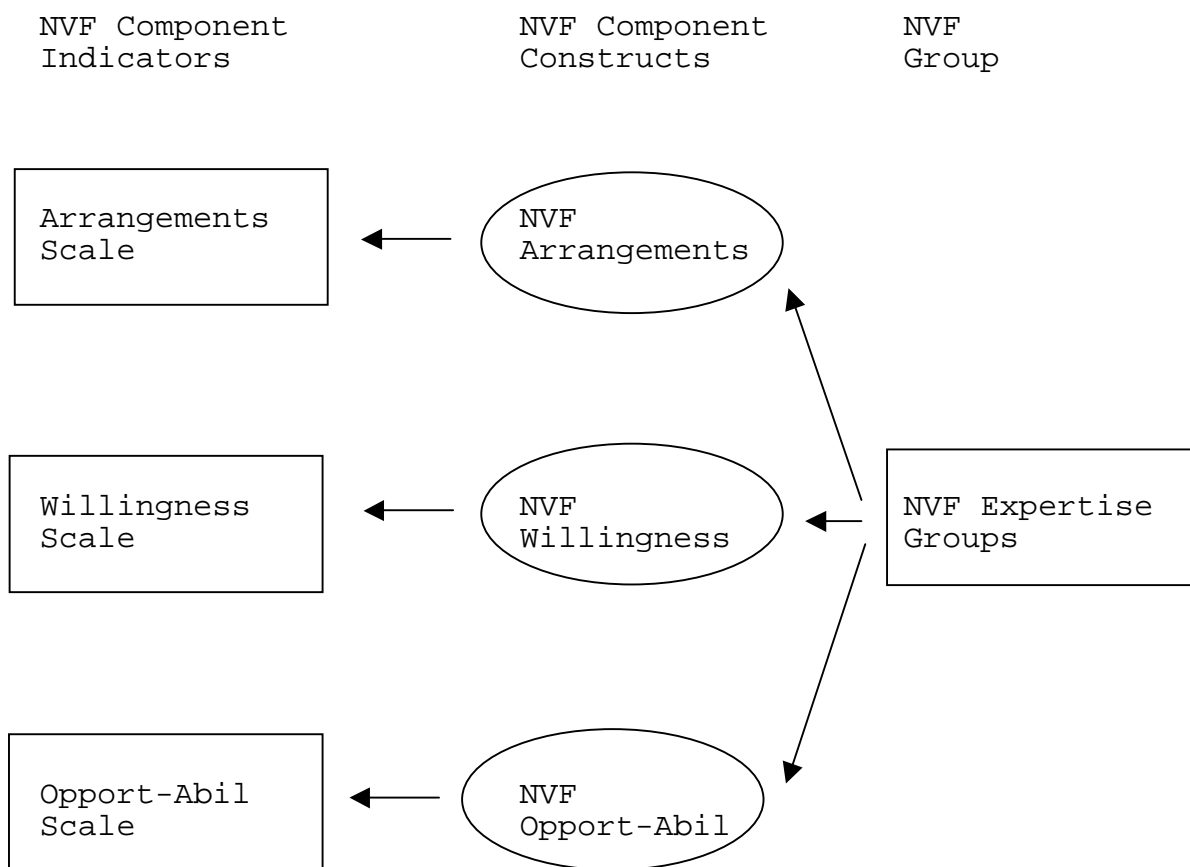 NVF Component
Indicators
NVF Component
Constructs
NVF
Group
Arrangements
Scale
NVF
Arrangements
Willingness
Scale
NVF
Willingness
NVF Expertise
Groups
Opport-Abil
Scale
NVF
Opport-Abil